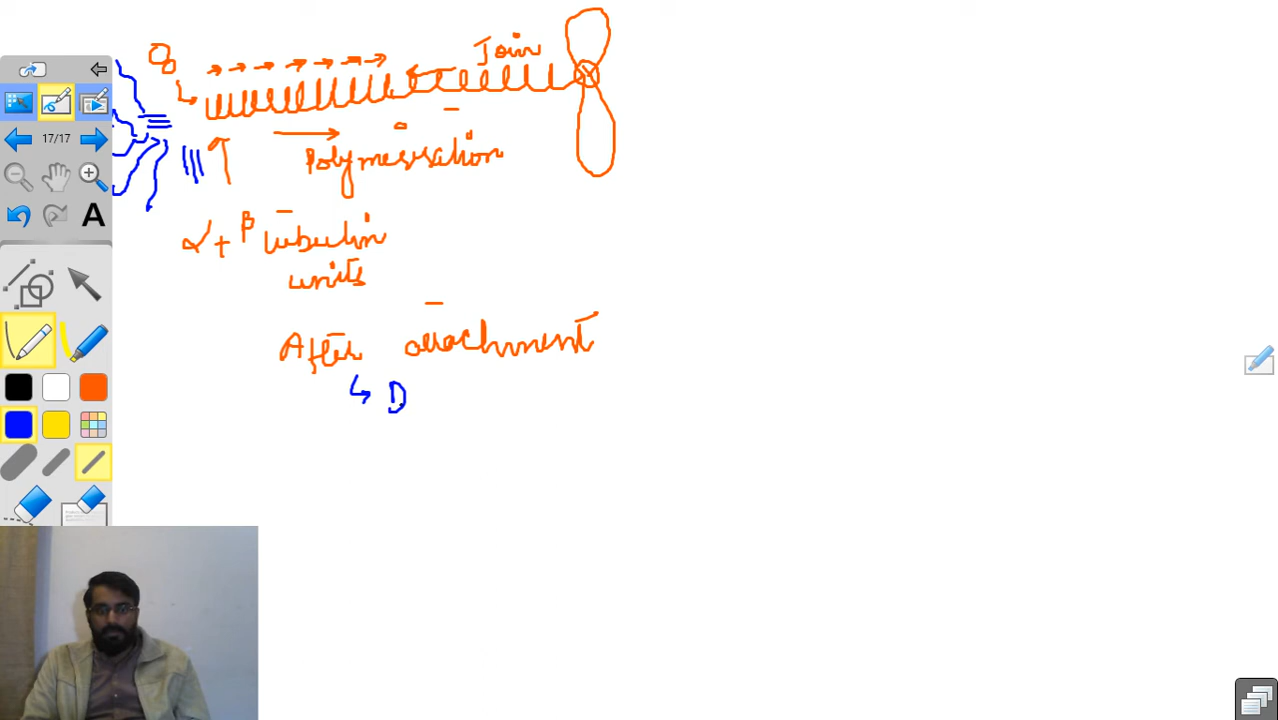 Join
17/17
Polymerisation
A
α + β tubulin
units
After attachment
↳ D